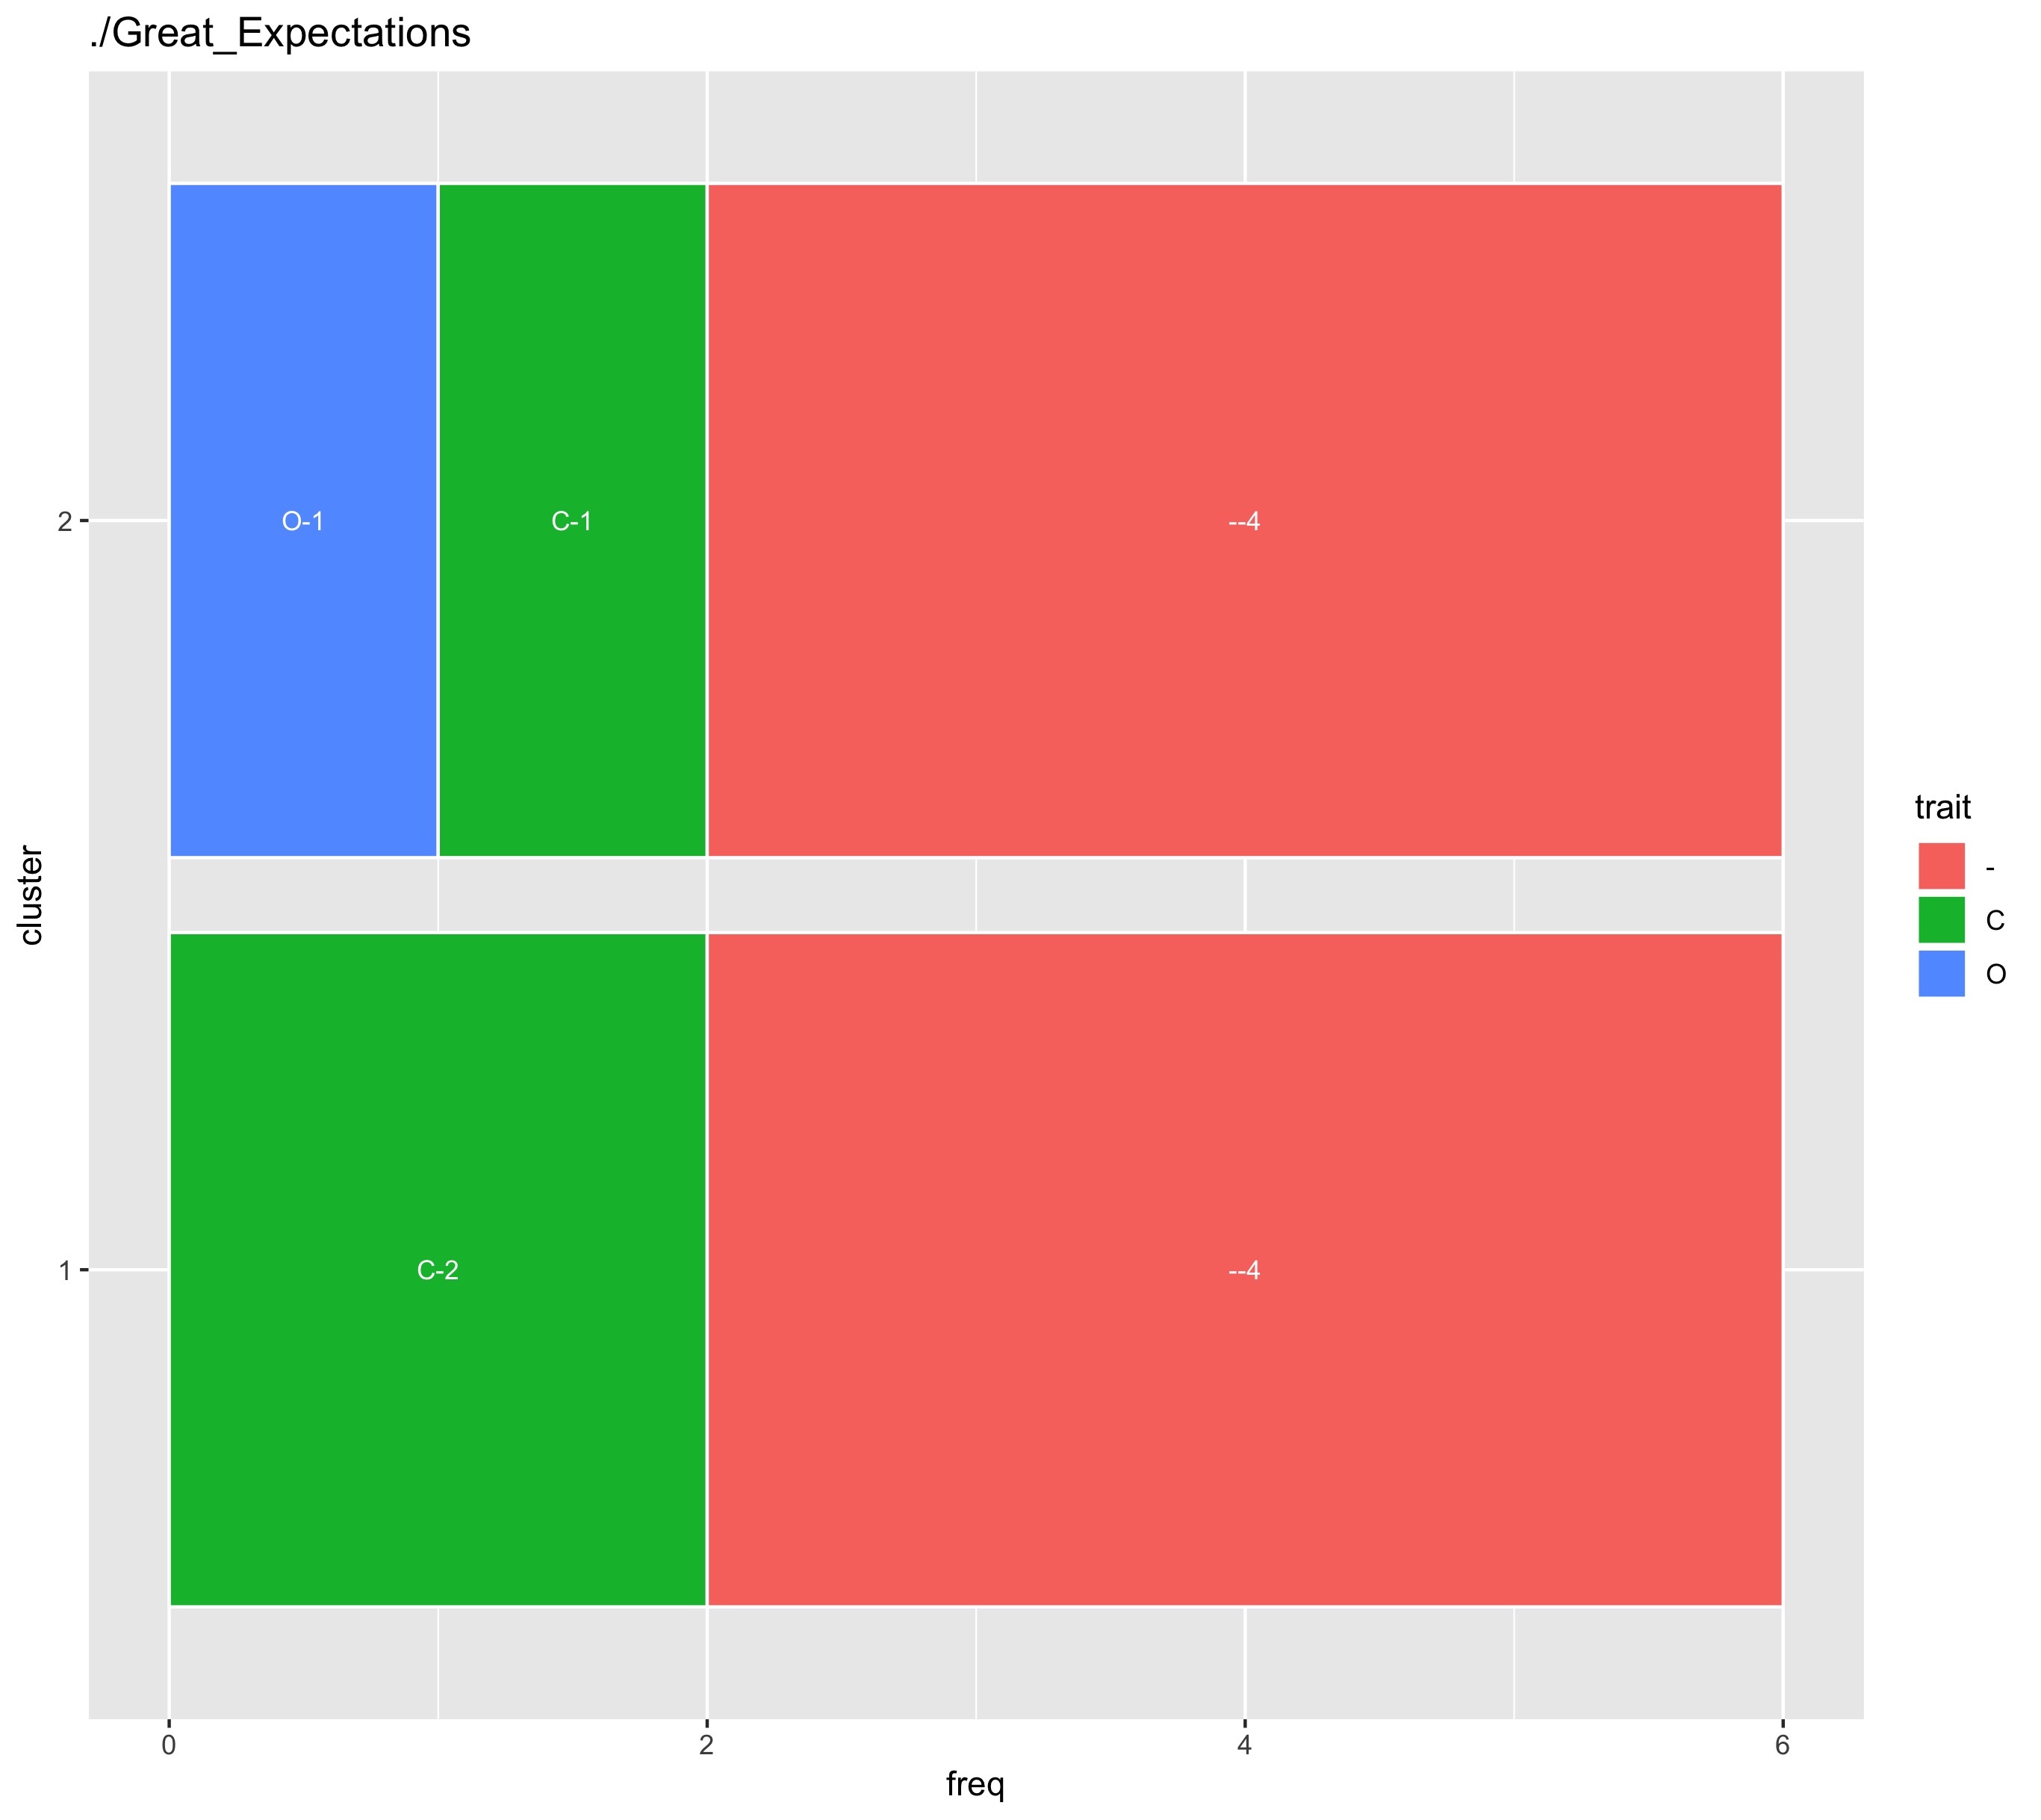 ./Great_Expectations
2
O-1
C-1
--4
1
C-2
--4
cluster
0
2
4
6
freq
trait
-
C
O